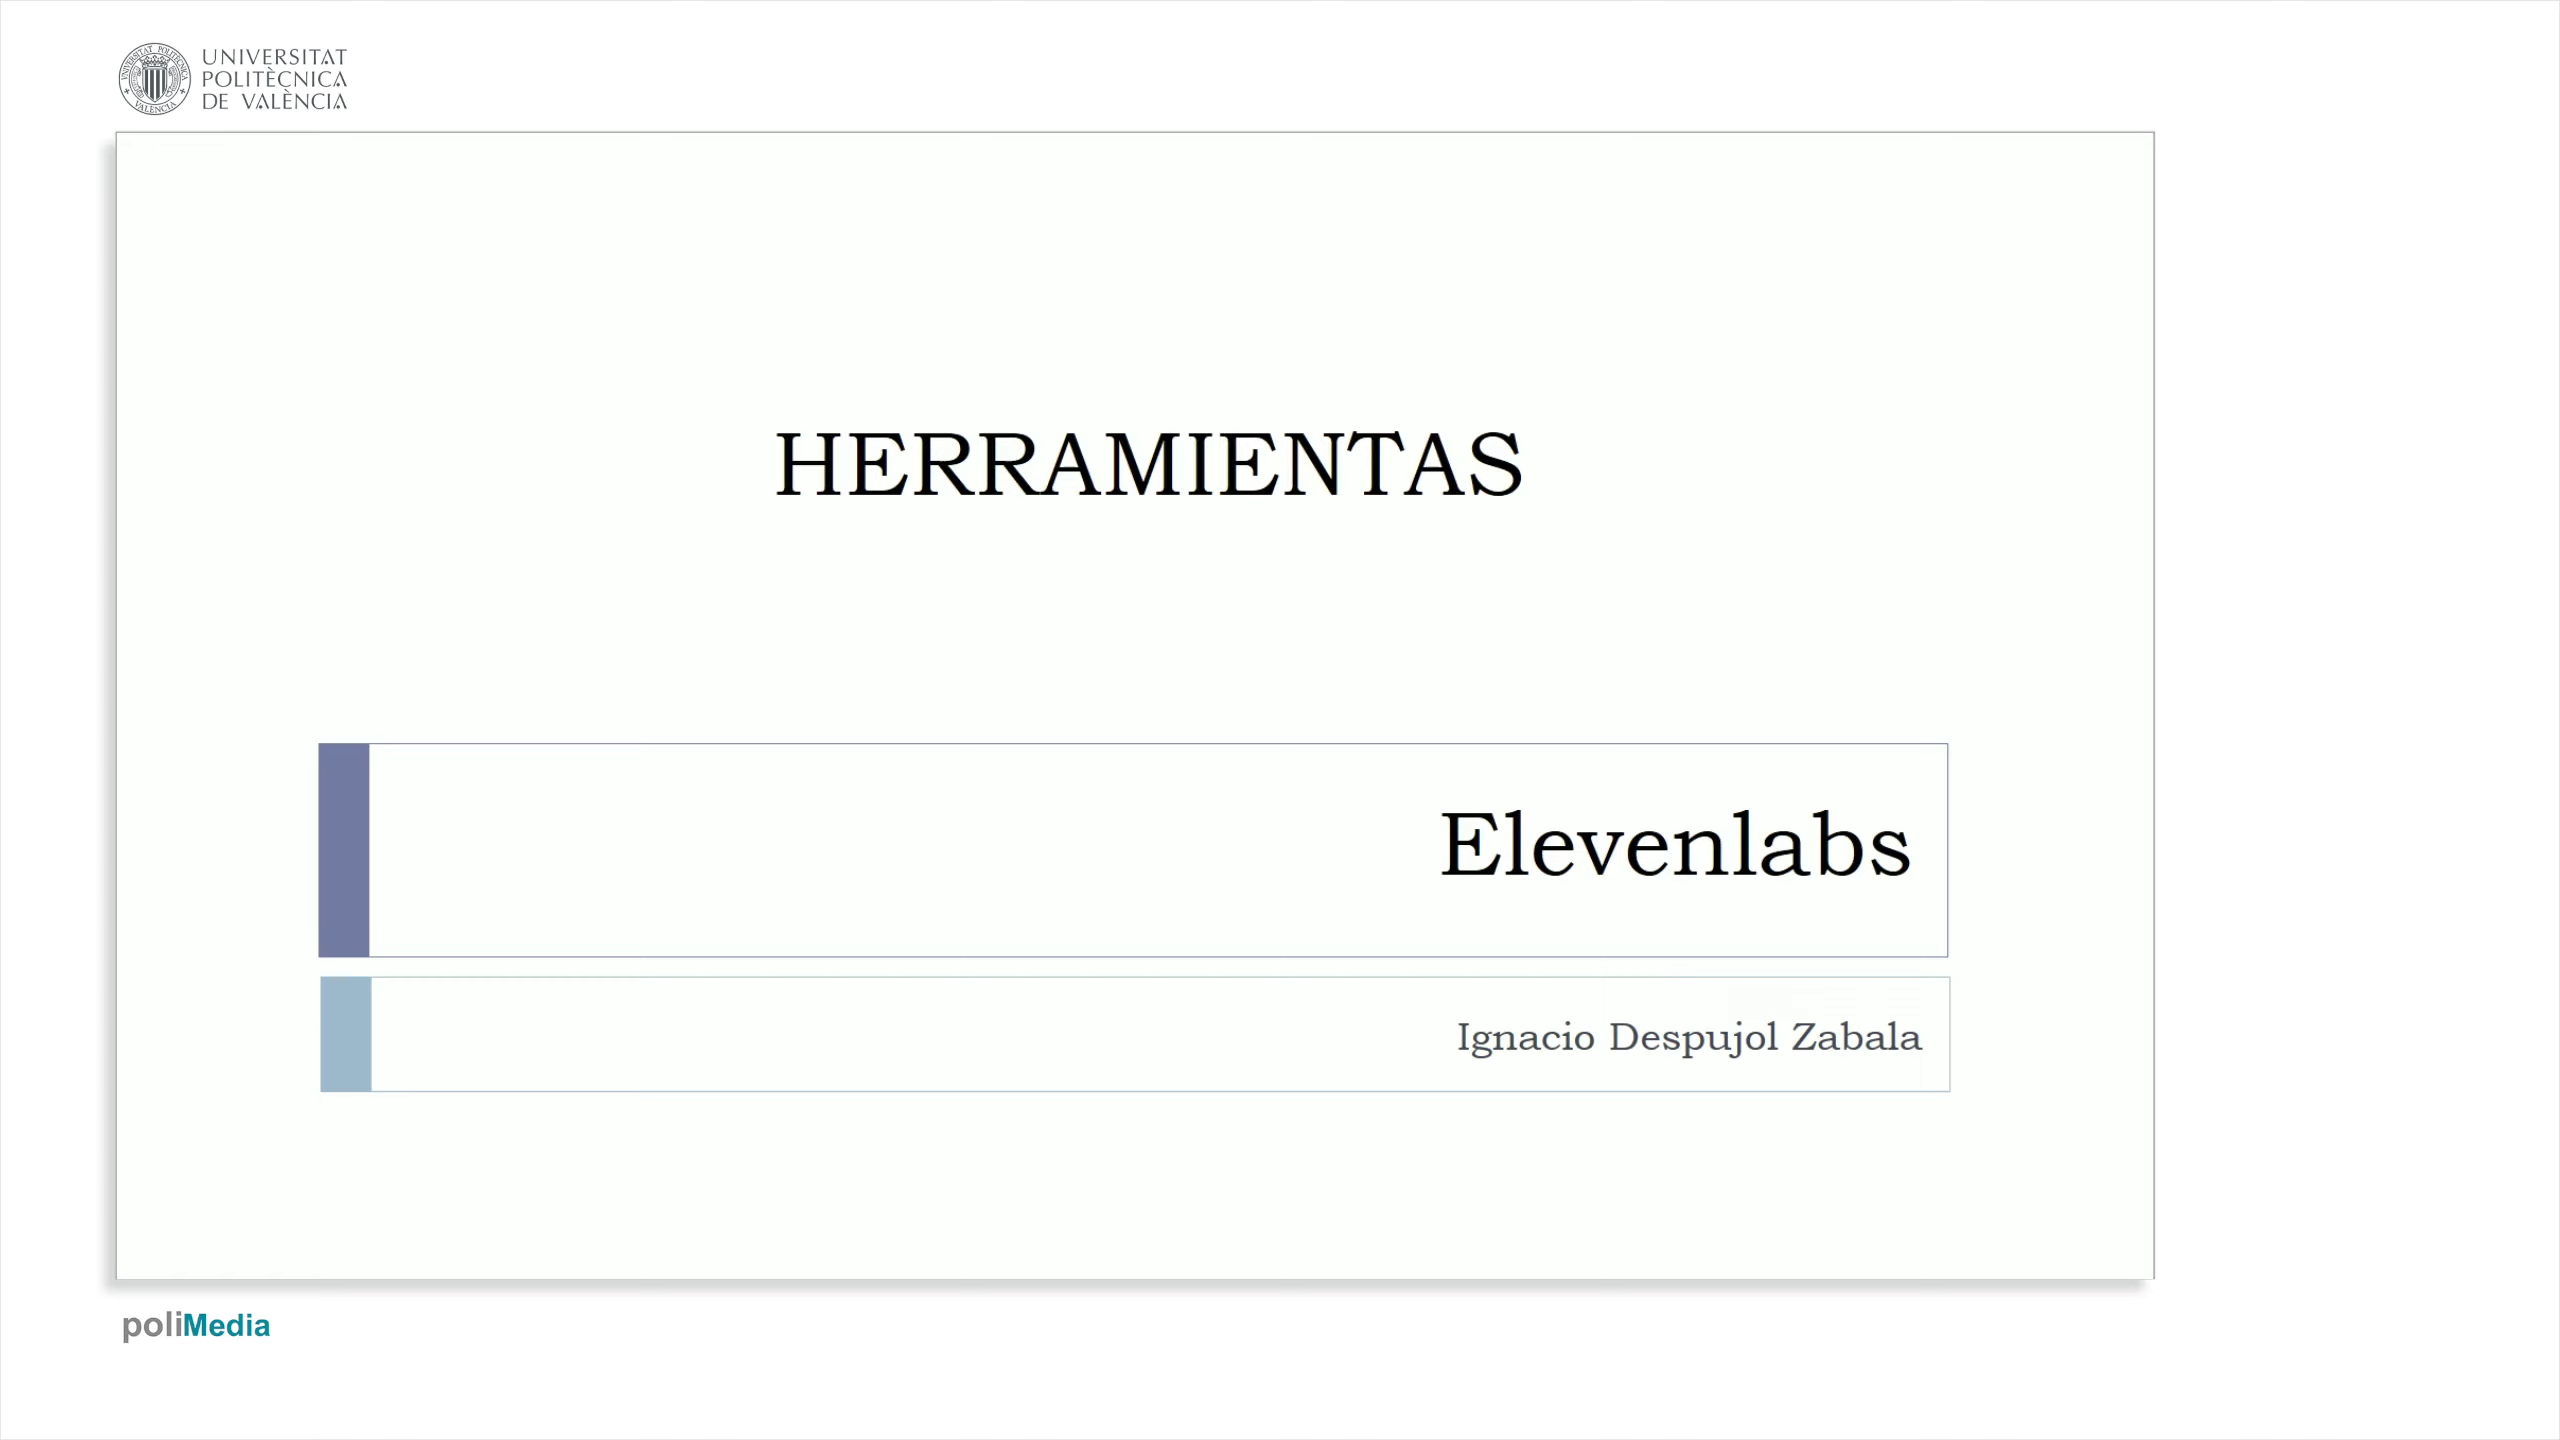 UNIVERSITAT
POLITÈCNICA
DE VALÈNCIA
HERRAMIENTAS
Elevenlabs
Ignacio Despujol Zabala
poliMedia